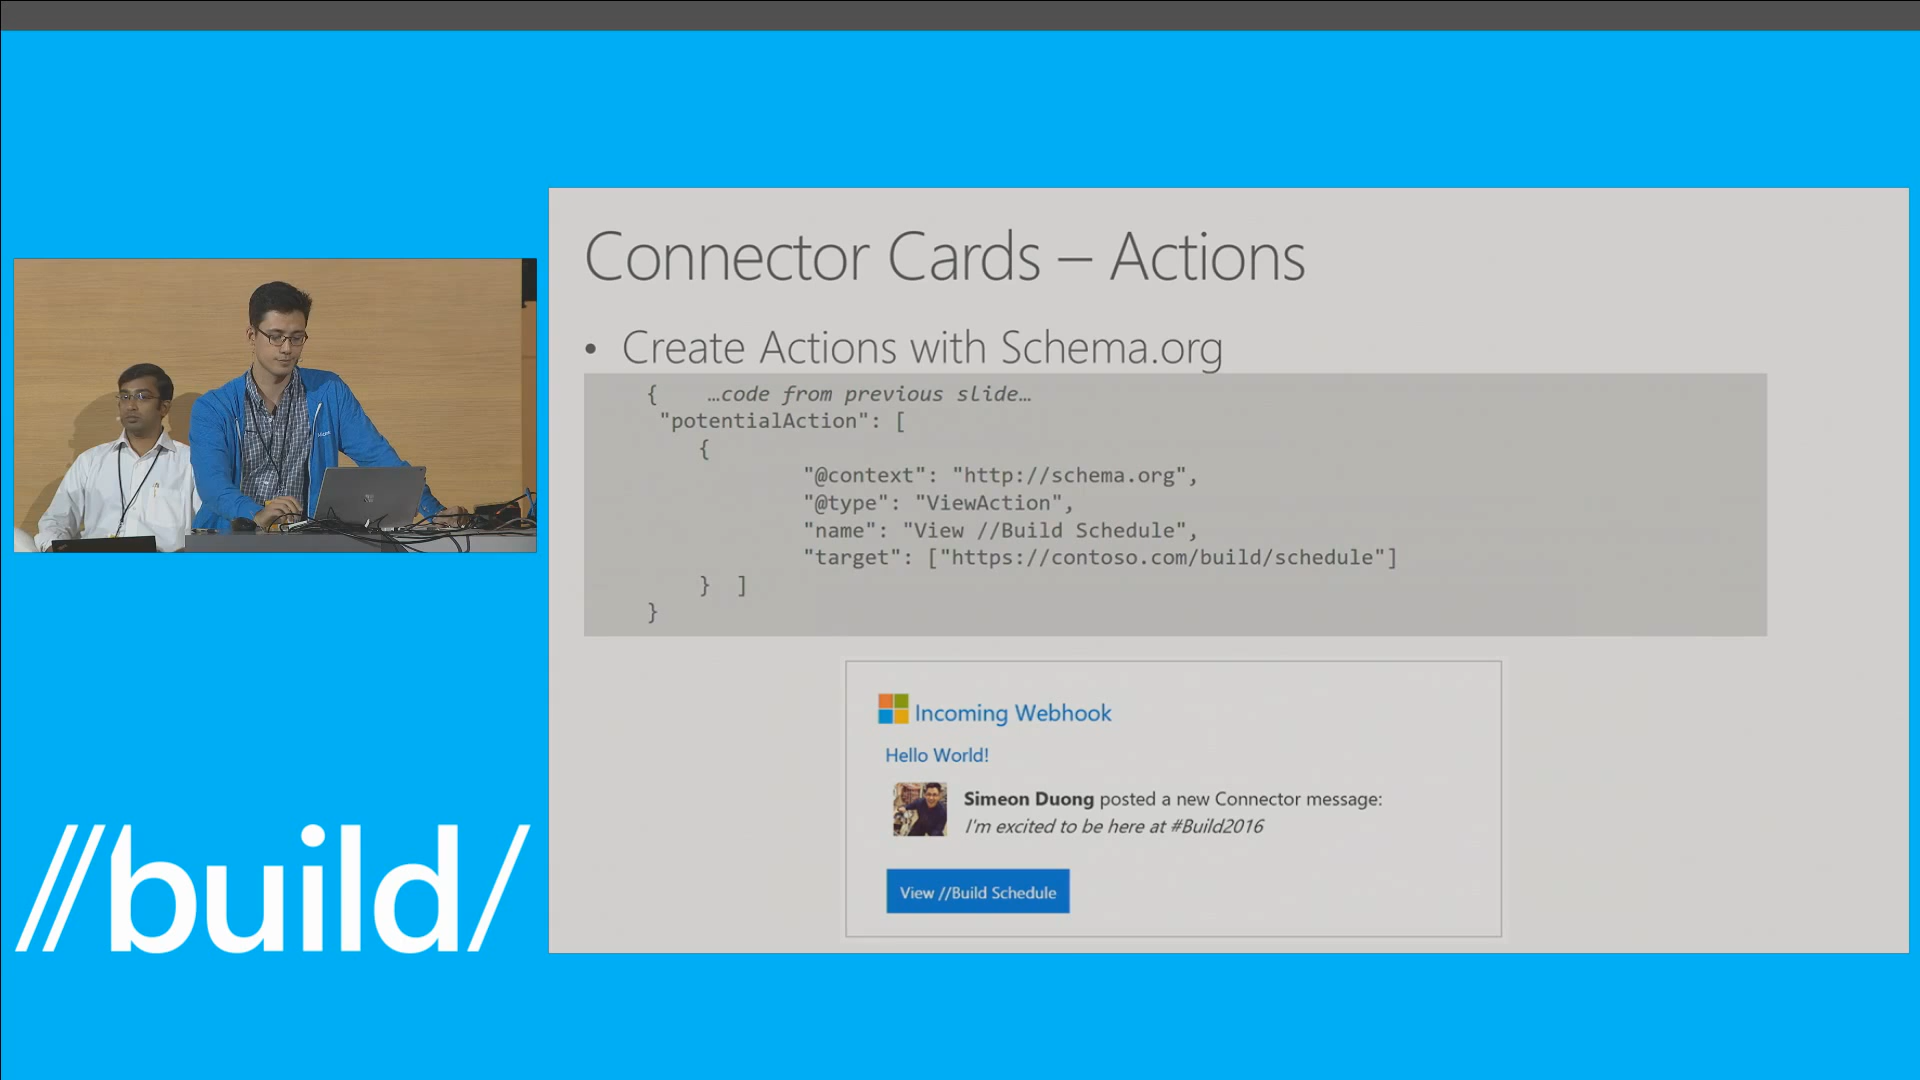 Connector Cards – Actions
• Create Actions with Schema.org
{ …code from previous slide…
"potentialAction": [
{
"@context": "http://schema.org",
"@type": "ViewAction",
"name": "View //Build Schedule",
"target": ["https://contoso.com/build/schedule"]
} ]
}
Incoming Webhook
Hello World!
Simeon Duong posted a new Connector message:
I'm excited to be here at #Build2016
View //Build Schedule
//build/